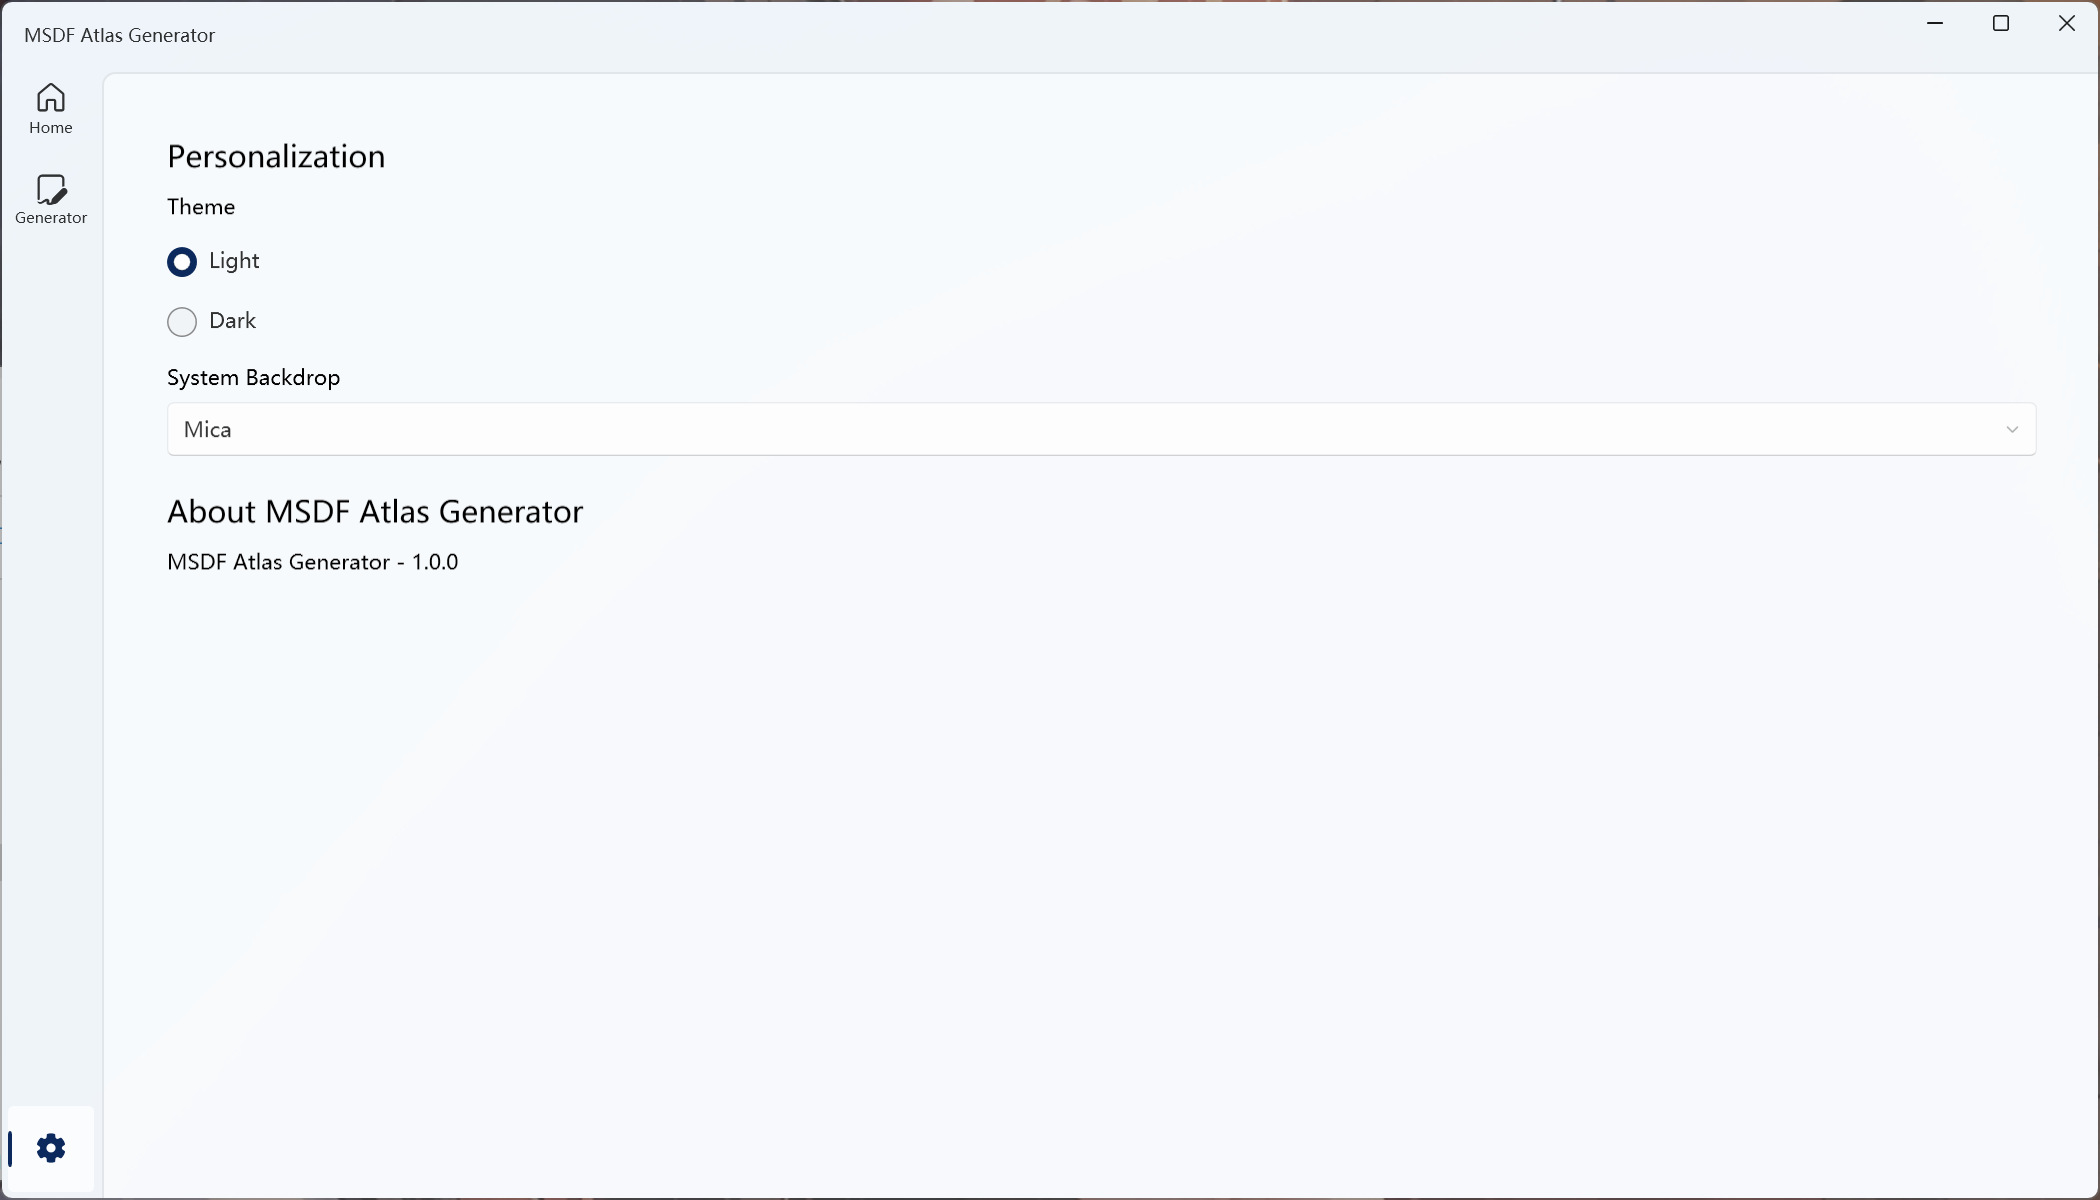 MSDF Atlas Generator
Home
Generator
Personalization
Theme
Light
Dark
System Backdrop
Mica
About MSDF Atlas Generator
MSDF Atlas Generator - 1.0.0